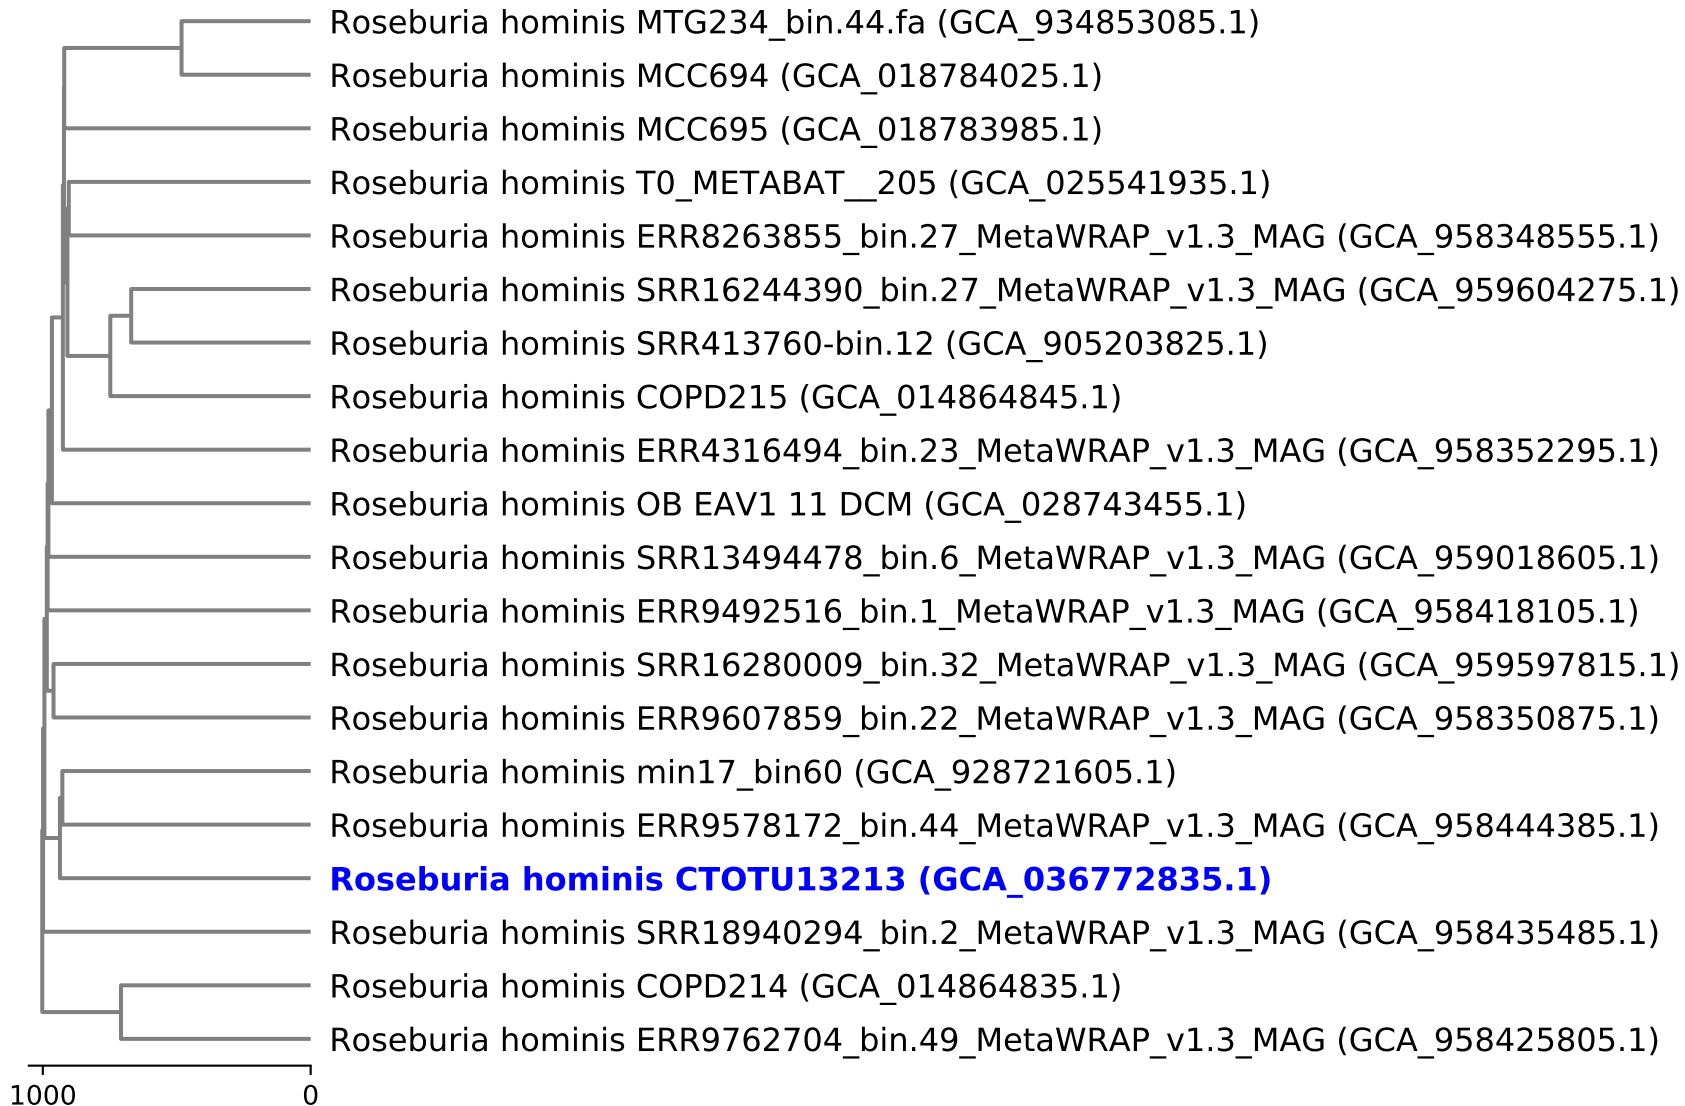 Roseburia hominis MTG234_bin.44.fa (GCA_934853085.1)
Roseburia hominis MCC694 (GCA_018784025.1)
Roseburia hominis MCC695 (GCA_018783985.1)
Roseburia hominis T0_METABAT__205 (GCA_025541935.1)
Roseburia hominis ERR8263855_bin.27_MetaWRAP_v1.3_MAG (GCA_958348555.1)
Roseburia hominis SRR16244390_bin.27_MetaWRAP_v1.3_MAG (GCA_959604275.1)
Roseburia hominis SRR413760-bin.12 (GCA_905203825.1)
Roseburia hominis COPD215 (GCA_014864845.1)
Roseburia hominis ERR4316494_bin.23_MetaWRAP_v1.3_MAG (GCA_958352295.1)
Roseburia hominis OB EAV1 11 DCM (GCA_028743455.1)
Roseburia hominis SRR13494478_bin.6_MetaWRAP_v1.3_MAG (GCA_959018605.1)
Roseburia hominis ERR9492516_bin.1_MetaWRAP_v1.3_MAG (GCA_958418105.1)
Roseburia hominis SRR16280009_bin.32_MetaWRAP_v1.3_MAG (GCA_959597815.1)
Roseburia hominis ERR9607859_bin.22_MetaWRAP_v1.3_MAG (GCA_958350875.1)
Roseburia hominis min17_bin60 (GCA_928721605.1)
Roseburia hominis ERR9578172_bin.44_MetaWRAP_v1.3_MAG (GCA_958444385.1)
Roseburia hominis CTOTU13213 (GCA_036772835.1)
Roseburia hominis SRR18940294_bin.2_MetaWRAP_v1.3_MAG (GCA_958435485.1)
Roseburia hominis COPD214 (GCA_014864835.1)
Roseburia hominis ERR9762704_bin.49_MetaWRAP_v1.3_MAG (GCA_958425805.1)
1000 0